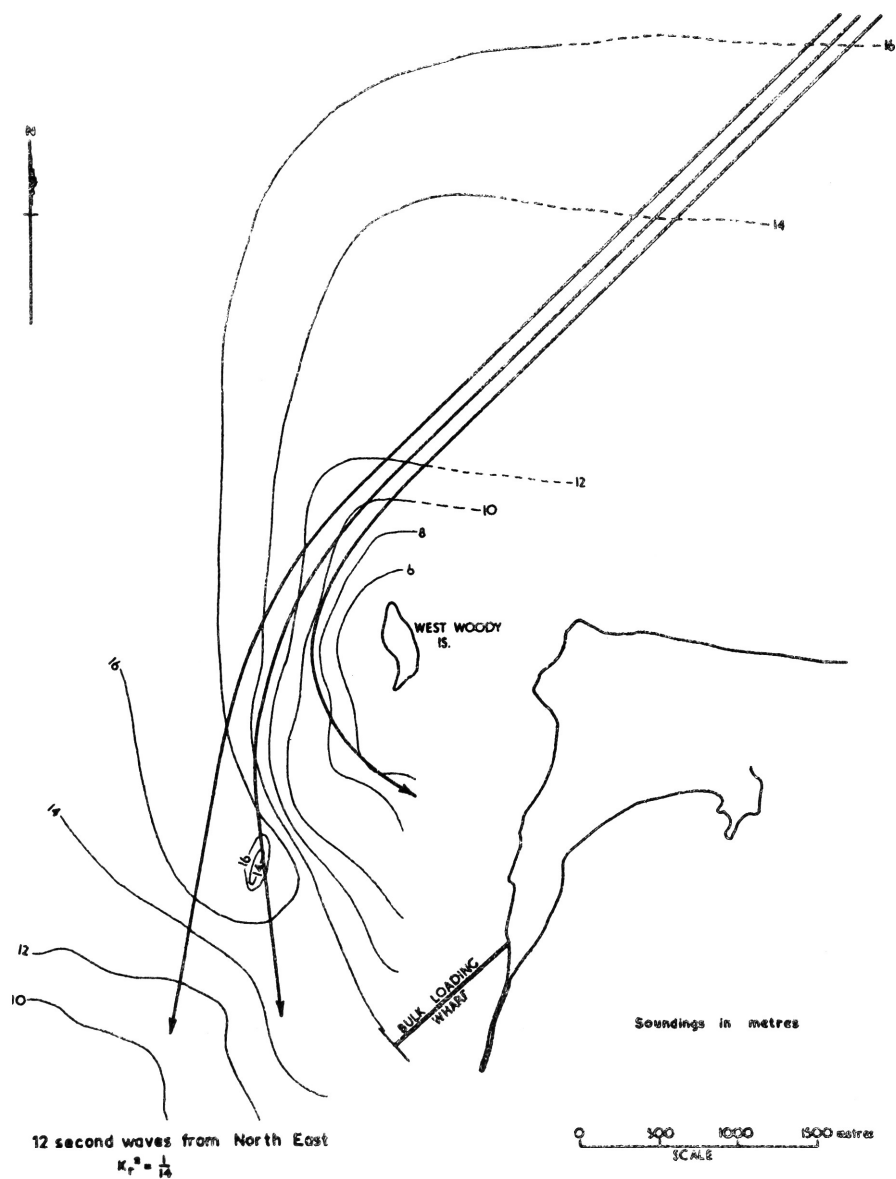 16
N
14
12
10
8
6
WEST WOODY
IS.
16
14
16
14
12
10
BULK LOADING
WHARF
Soundings in metres
12 second waves from North East
Kr² = 1/14
0 500 1000 1500 metres
SCALE